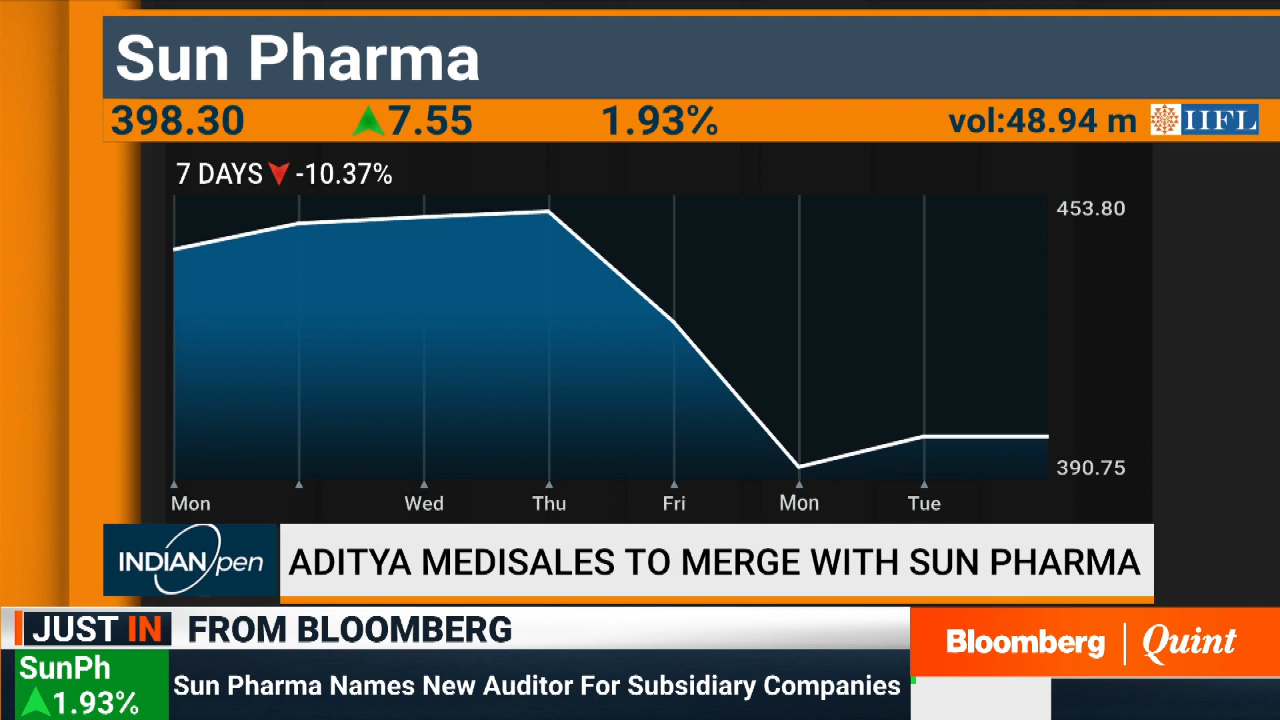 Sun Pharma
398.30 7.55 1.93% vol:48.94 m IIFL
7 DAYS -10.37%
453.80
390.75
Mon Wed Thu Fri Mon Tue
INDIAN pen ADITYA MEDISALES TO MERGE WITH SUN PHARMA
JUST IN FROM BLOOMBERG
Bloomberg | Quint
SunPh
1.93%
Sun Pharma Names New Auditor For Subsidiary Companies